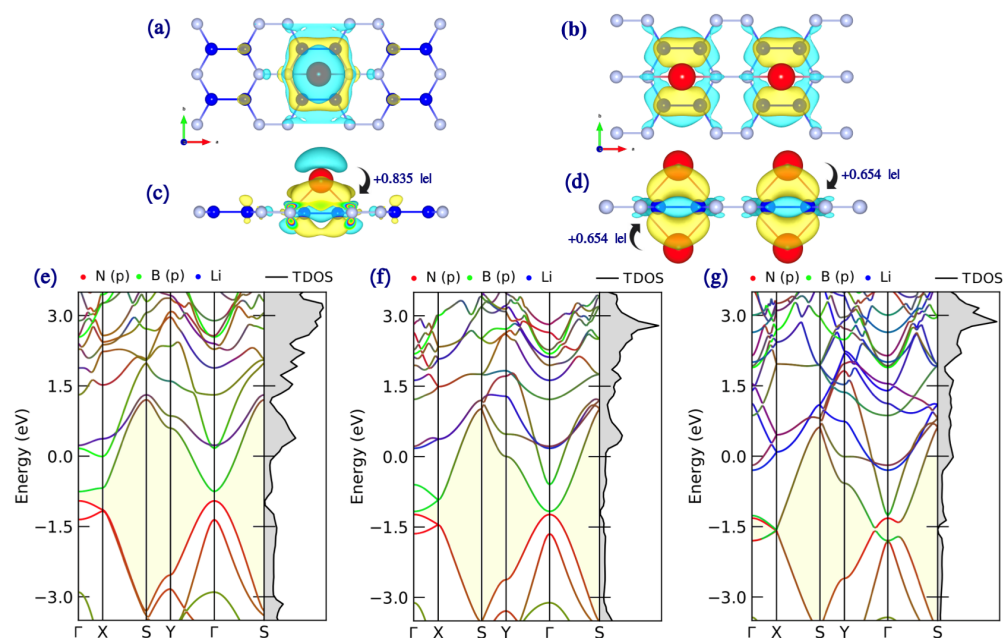 (a)
(b)
b
a
b
a
(c)
+0.835 |e|
(d)
+0.654 |e|
+0.654 |e|
(e)
N (p) B (p) Li TDOS
(f)
N (p) B (p) Li TDOS
(g)
N (p) B (p) Li TDOS
Energy (eV)
3.0
1.5
0.0
−1.5
−3.0
Γ X S Y Γ S
Energy (eV)
3.0
1.5
0.0
−1.5
−3.0
Γ X S Y Γ S
Energy (eV)
3.0
1.5
0.0
−1.5
−3.0
Γ X S Y Γ S